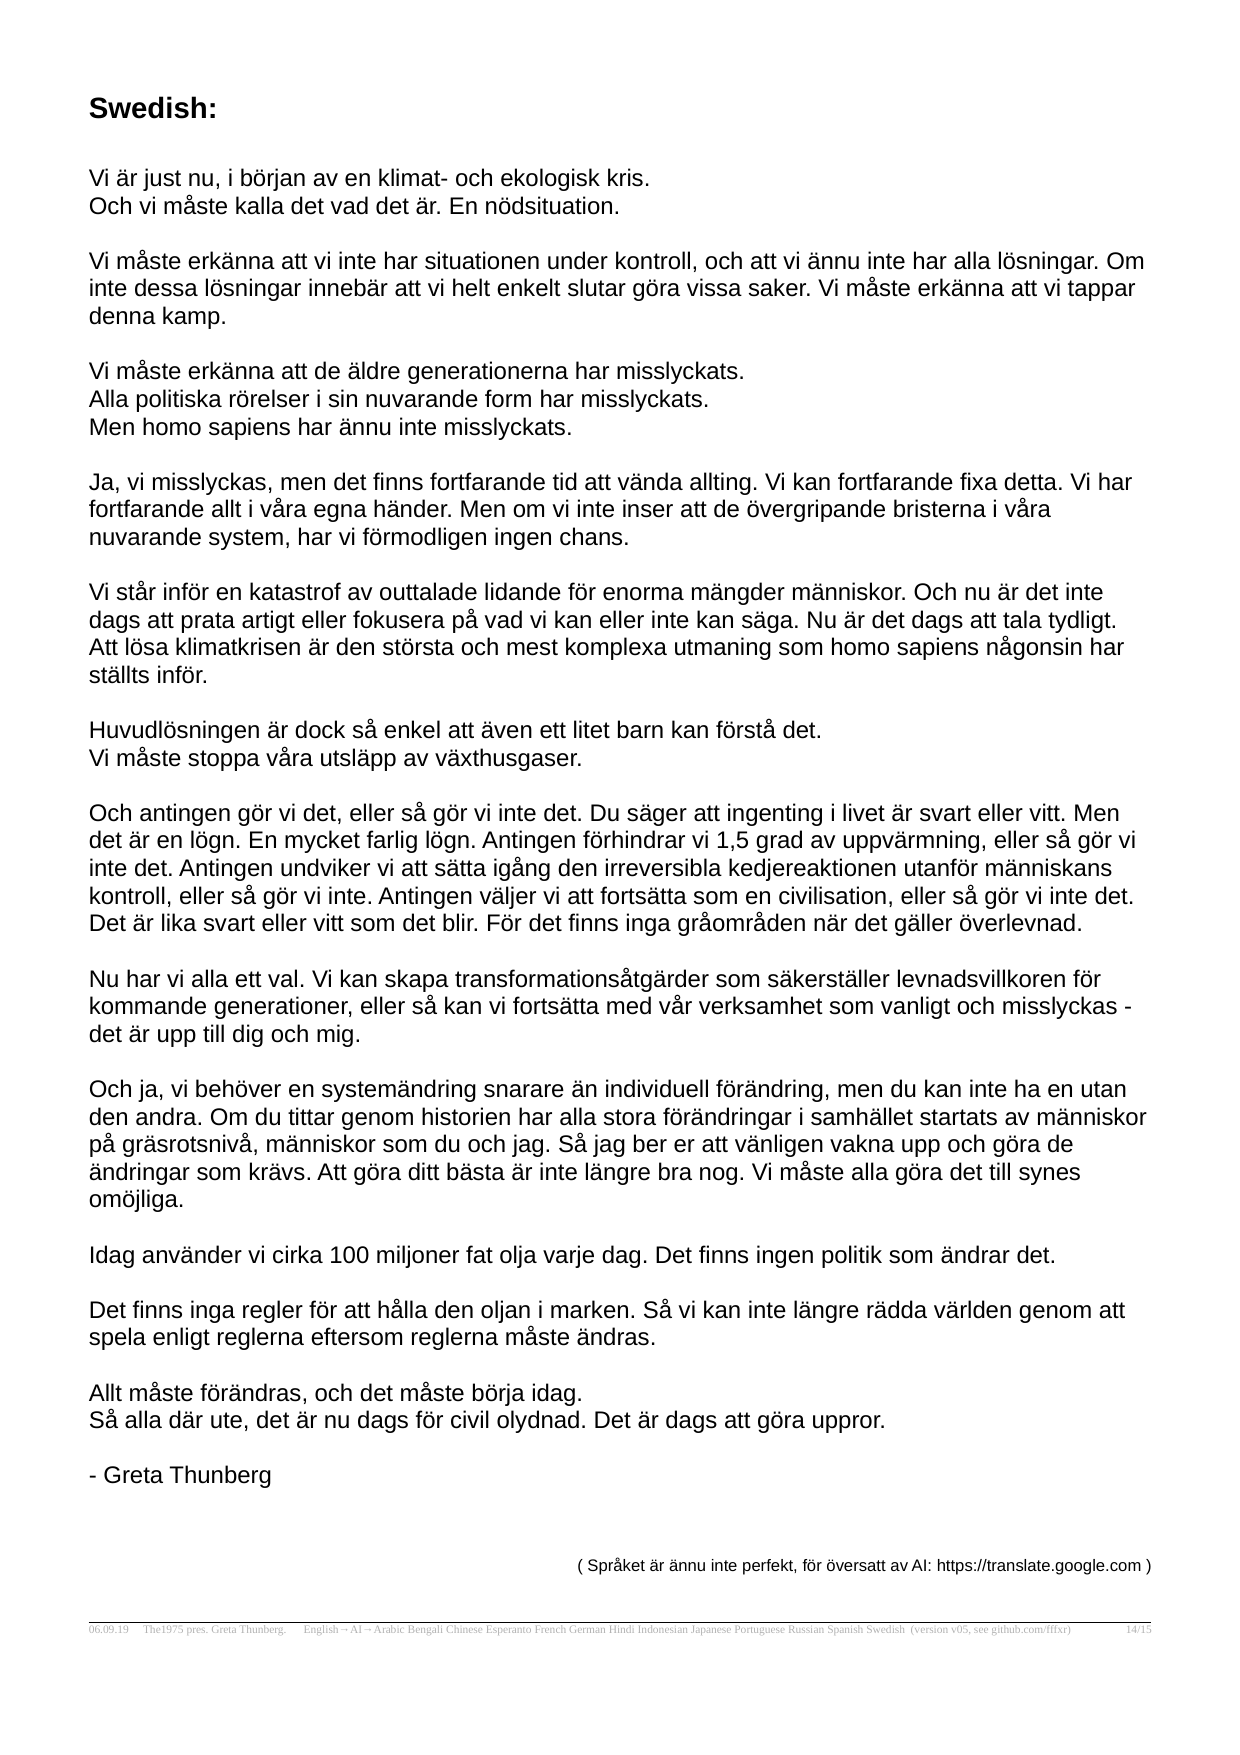 Swedish:
Vi är just nu, i början av en klimat- och ekologisk kris.
Och vi måste kalla det vad det är. En nödsituation.
Vi måste erkänna att vi inte har situationen under kontroll, och att vi ännu inte har alla lösningar. Om
inte dessa lösningar innebär att vi helt enkelt slutar göra vissa saker. Vi måste erkänna att vi tappar
denna kamp.
Vi måste erkänna att de äldre generationerna har misslyckats.
Alla politiska rörelser i sin nuvarande form har misslyckats.
Men homo sapiens har ännu inte misslyckats.
Ja, vi misslyckas, men det finns fortfarande tid att vända allting. Vi kan fortfarande fixa detta. Vi har
fortfarande allt i våra egna händer. Men om vi inte inser att de övergripande bristerna i våra
nuvarande system, har vi förmodligen ingen chans.
Vi står inför en katastrof av outtalade lidande för enorma mängder människor. Och nu är det inte
dags att prata artigt eller fokusera på vad vi kan eller inte kan säga. Nu är det dags att tala tydligt.
Att lösa klimatkrisen är den största och mest komplexa utmaning som homo sapiens någonsin har
ställts inför.
Huvudlösningen är dock så enkel att även ett litet barn kan förstå det.
Vi måste stoppa våra utsläpp av växthusgaser.
Och antingen gör vi det, eller så gör vi inte det. Du säger att ingenting i livet är svart eller vitt. Men
det är en lögn. En mycket farlig lögn. Antingen förhindrar vi 1,5 grad av uppvärmning, eller så gör vi
inte det. Antingen undviker vi att sätta igång den irreversibla kedjereaktionen utanför människans
kontroll, eller så gör vi inte. Antingen väljer vi att fortsätta som en civilisation, eller så gör vi inte det.
Det är lika svart eller vitt som det blir. För det finns inga gråområden när det gäller överlevnad.
Nu har vi alla ett val. Vi kan skapa transformationsåtgärder som säkerställer levnadsvillkoren för
kommande generationer, eller så kan vi fortsätta med vår verksamhet som vanligt och misslyckas -
det är upp till dig och mig.
Och ja, vi behöver en systemändring snarare än individuell förändring, men du kan inte ha en utan
den andra. Om du tittar genom historien har alla stora förändringar i samhället startats av människor
på gräsrotsnivå, människor som du och jag. Så jag ber er att vänligen vakna upp och göra de
ändringar som krävs. Att göra ditt bästa är inte längre bra nog. Vi måste alla göra det till synes
omöjliga.
Idag använder vi cirka 100 miljoner fat olja varje dag. Det finns ingen politik som ändrar det.
Det finns inga regler för att hålla den oljan i marken. Så vi kan inte längre rädda världen genom att
spela enligt reglerna eftersom reglerna måste ändras.
Allt måste förändras, och det måste börja idag.
Så alla där ute, det är nu dags för civil olydnad. Det är dags att göra uppror.
- Greta Thunberg
( Språket är ännu inte perfekt, för översatt av AI: https://translate.google.com )
06.09.19 The1975 pres. Greta Thunberg. English→AI→Arabic Bengali Chinese Esperanto French German Hindi Indonesian Japanese Portuguese Russian Spanish Swedish (version v05, see github.com/fffxr) 14/15